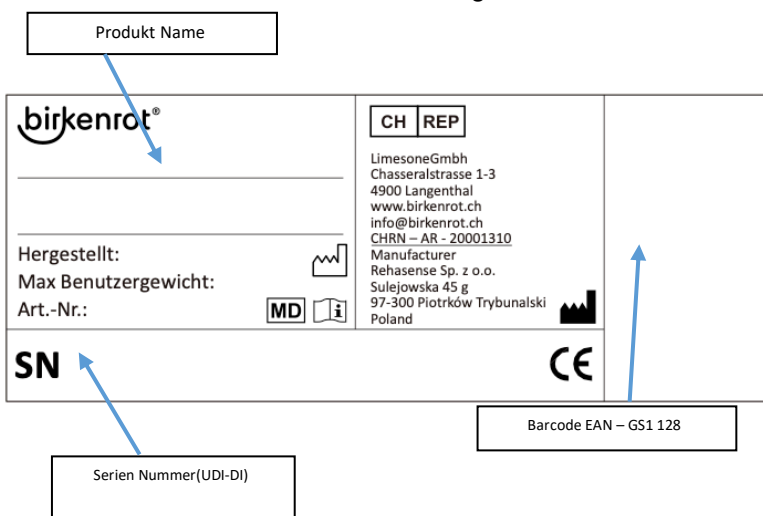 Produkt Name
birkenrot®
Hergestellt:
Max Benutzergewicht:
Art.-Nr.:
MD
CH REP
LimesoneGmbh
Chasseralstrasse 1-3
4900 Langenthal
www.birkenrot.ch
info@birkenrot.ch
CHRN – AR - 20001310
Manufacturer
Rehasense Sp. z o.o.
Sulejowska 45 g
97-300 Piotrków Trybunalski
Poland
SN
CE
Barcode EAN – GS1 128
Serien Nummer(UDI-DI)